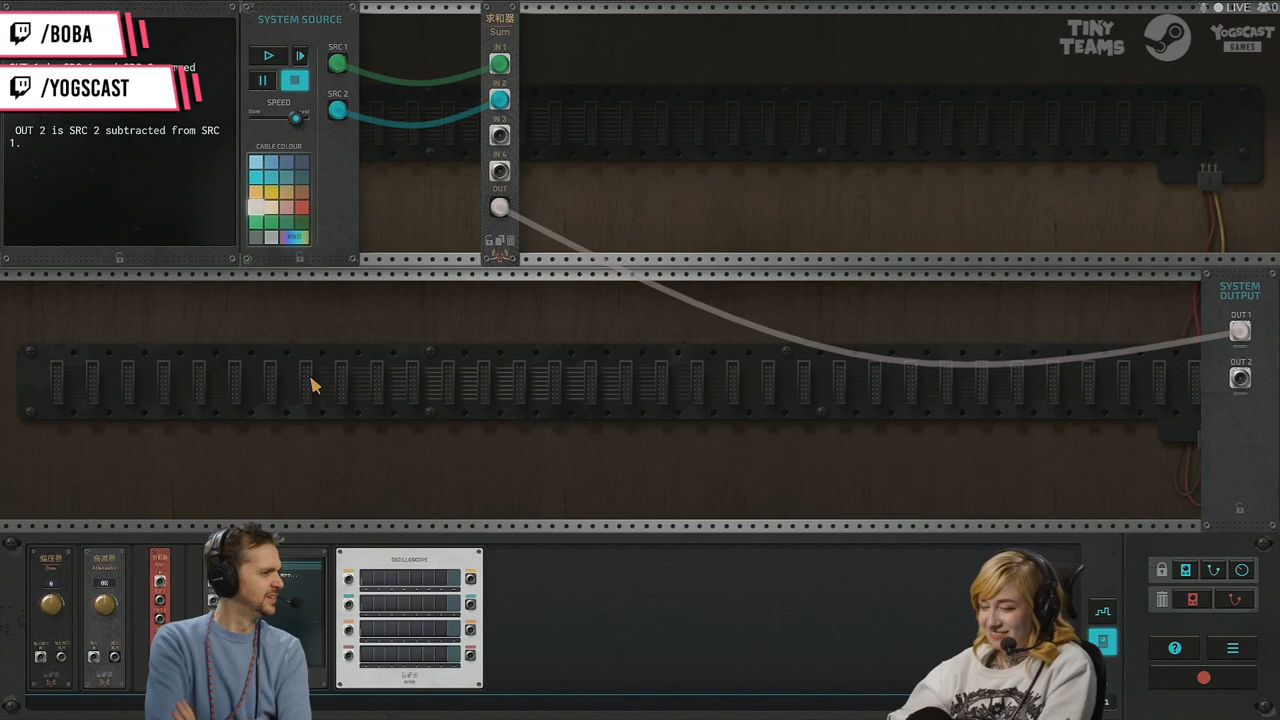 /BOBA
/YOGSCAST
OUT 2 is SRC 2 subtracted from SRC
1.
SYSTEM SOURCE
SPEED
CABLE COLOUR
RND
SRC 1
SRC 2
求和器
Sum
IN 1
IN 2
IN 3
IN 4
OUT
LIVE
0
TINY
TEAMS
YOGSCAST
GAMES
SYSTEM
OUTPUT
OUT 1
OUT 2
OSCILLOSCOPE